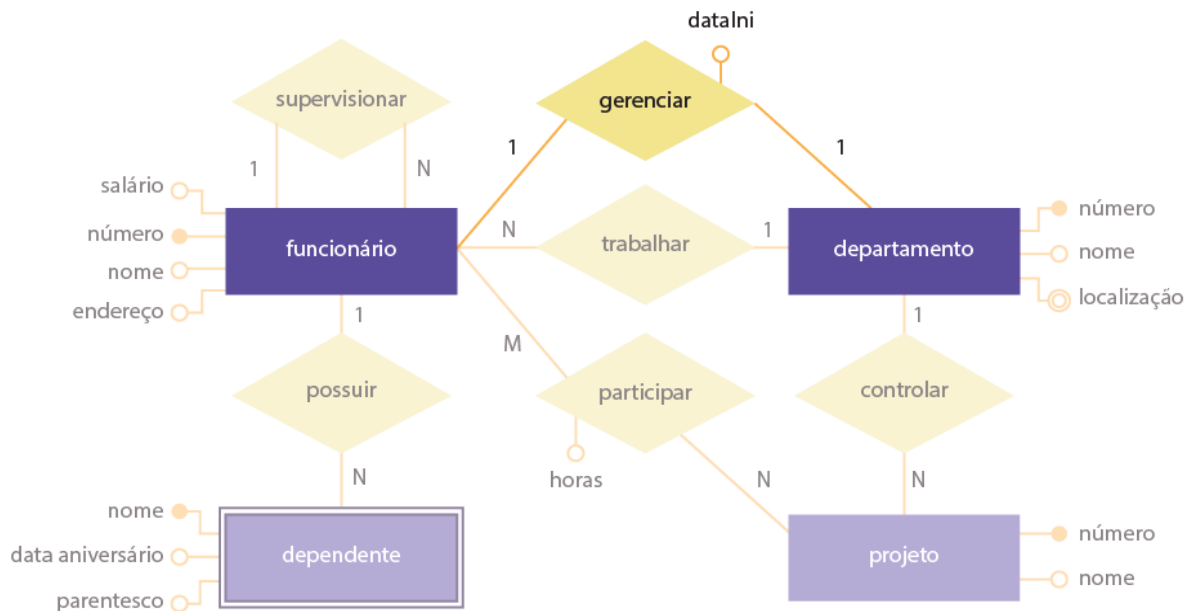 dataIni
supervisionar
gerenciar
1
1
1
N
salário
número
nome
endereço
funcionário
N
trabalhar
1
departamento
número
nome
localização
1
M
1
possuir
participar
controlar
horas
N
N
N
nome
data aniversário
parentesco
dependente
projeto
número
nome